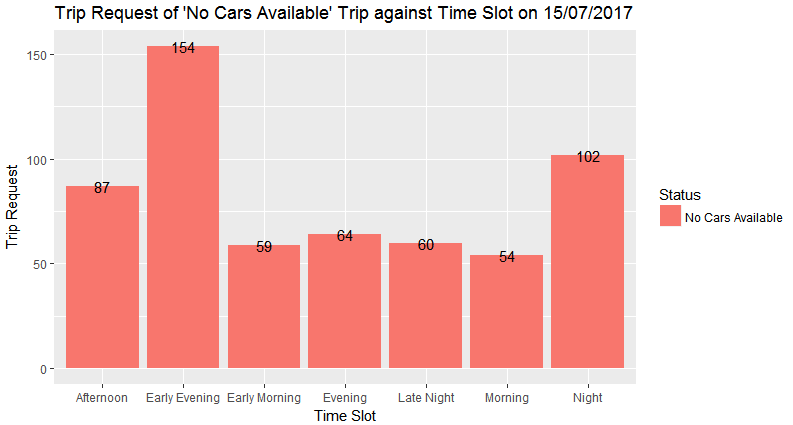 Trip Request of 'No Cars Available' Trip against Time Slot on 15/07/2017
Trip Request
150
100
50
0
87
154
59
64
60
54
102
Afternoon
Early Evening
Early Morning
Evening
Late Night
Morning
Night
Time Slot
Status
No Cars Available